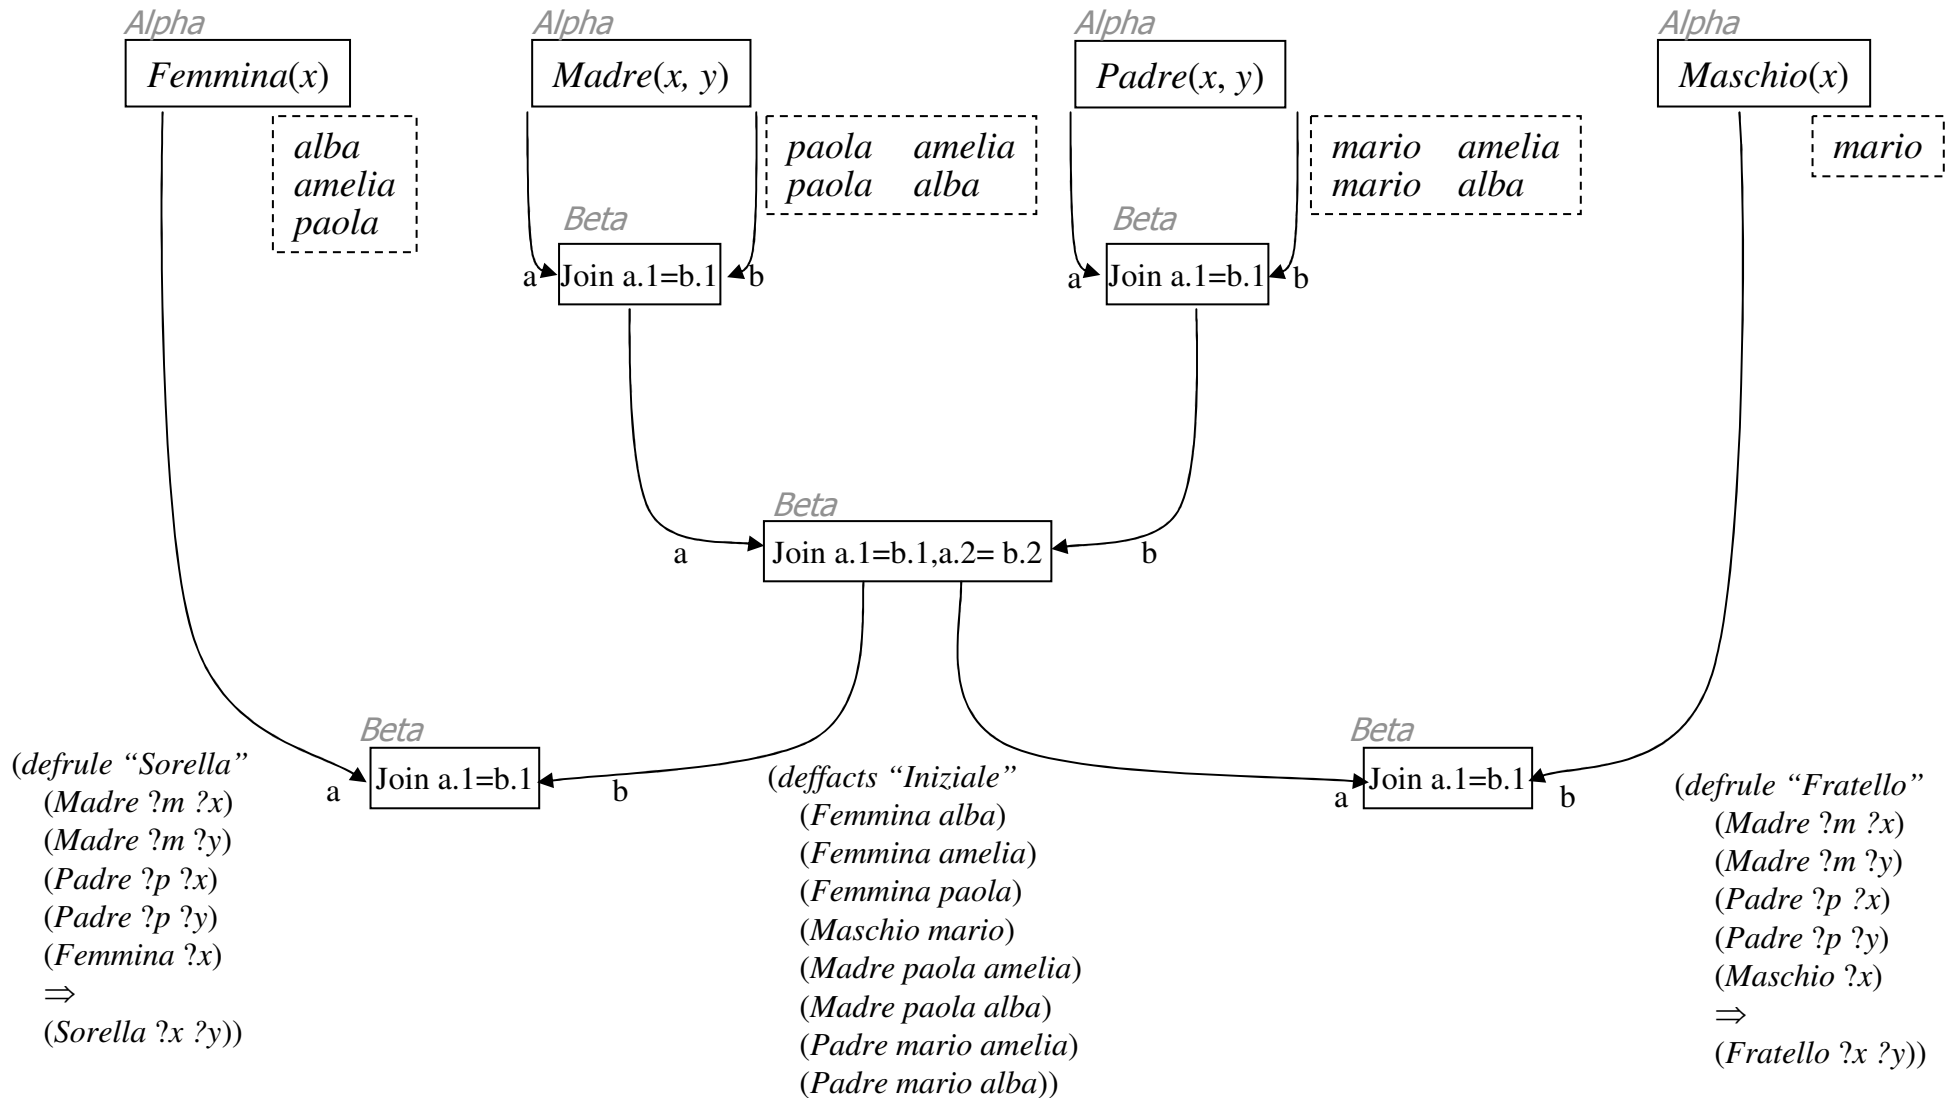 Alpha
Femmina(x)
alba
amelia
paola
Alpha
Madre(x, y)
paola amelia
paola alba
Alpha
Padre(x, y)
mario amelia
mario alba
Alpha
Maschio(x)
mario
Beta
a Join a.1=b.1 b
Beta
a Join a.1=b.1 b
Beta
a Join a.1=b.1,a.2= b.2 b
Beta
a Join a.1=b.1 b
Beta
a Join a.1=b.1 b
(defrule “Sorella”
(Madre ?m ?x)
(Madre ?m ?y)
(Padre ?p ?x)
(Padre ?p ?y)
(Femmina ?x)
⇒
(Sorella ?x ?y))
(deffacts “Iniziale”
(Femmina alba)
(Femmina amelia)
(Femmina paola)
(Maschio mario)
(Madre paola amelia)
(Madre paola alba)
(Padre mario amelia)
(Padre mario alba))
(defrule “Fratello”
(Madre ?m ?x)
(Madre ?m ?y)
(Padre ?p ?x)
(Padre ?p ?y)
(Maschio ?x)
⇒
(Fratello ?x ?y))